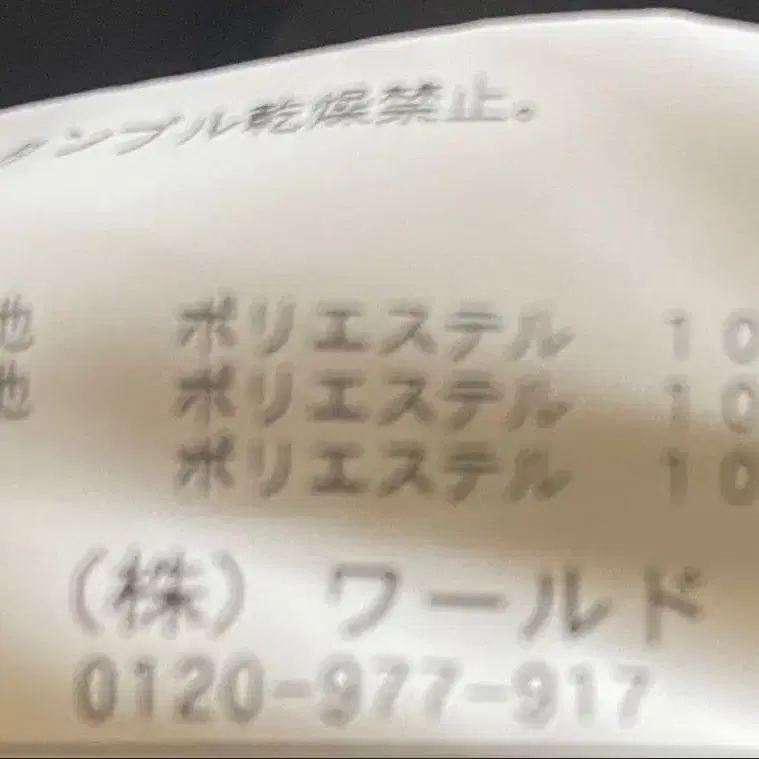 ンブル乾燥禁止。
地 ポリエステル 10
地 ポリエステル 10
ポリエステル 10
(株) ワールド
0120-977-917